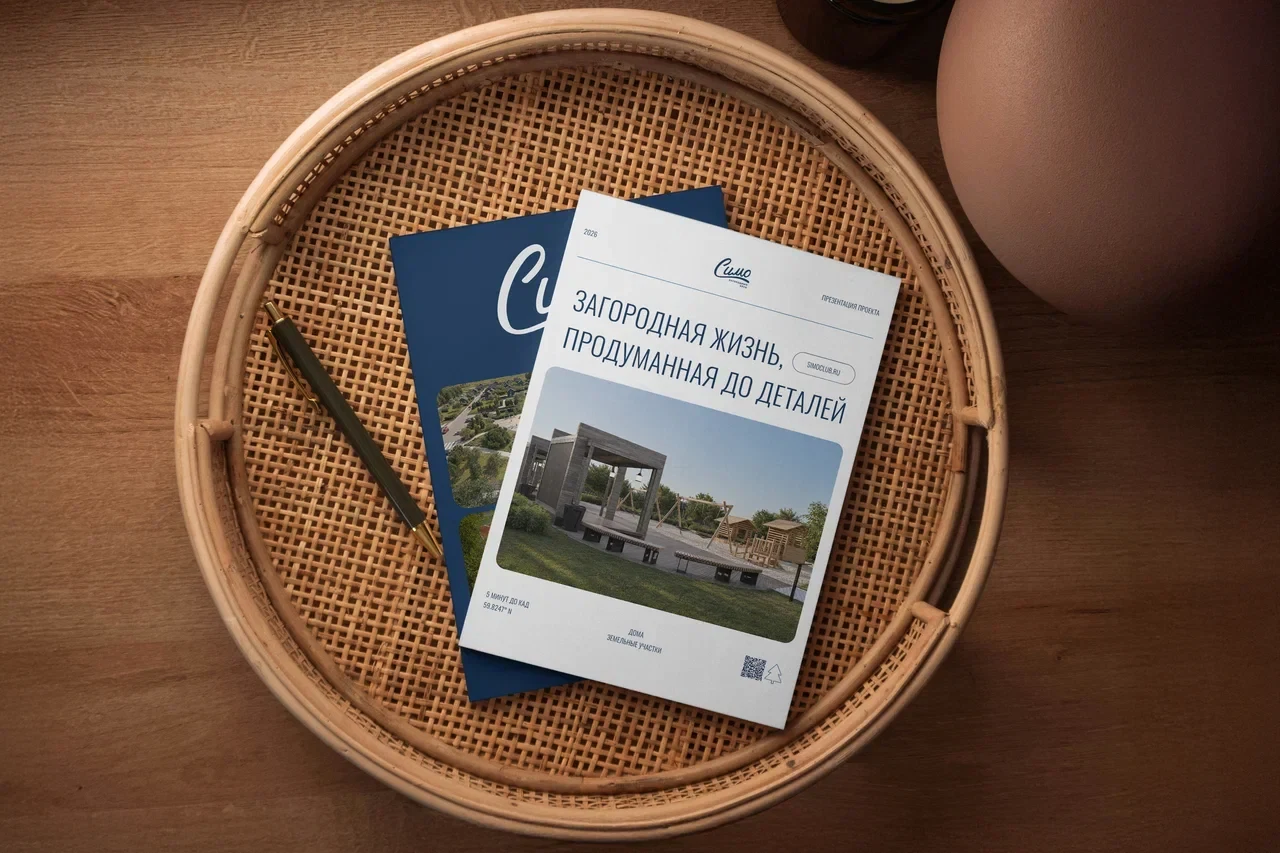 Си
2026
Симо
ПРЕЗЕНТАЦИЯ ПРОЕКТА
ЗАГОРОДНАЯ ЖИЗНЬ,
ПРОДУМАННАЯ ДО ДЕТАЛЕЙ
SIMOCLUB.RU
5 МИНУТ ДО КАД
59.8247° N
ДОМА
ЗЕМЕЛЬНЫЕ УЧАСТКИ